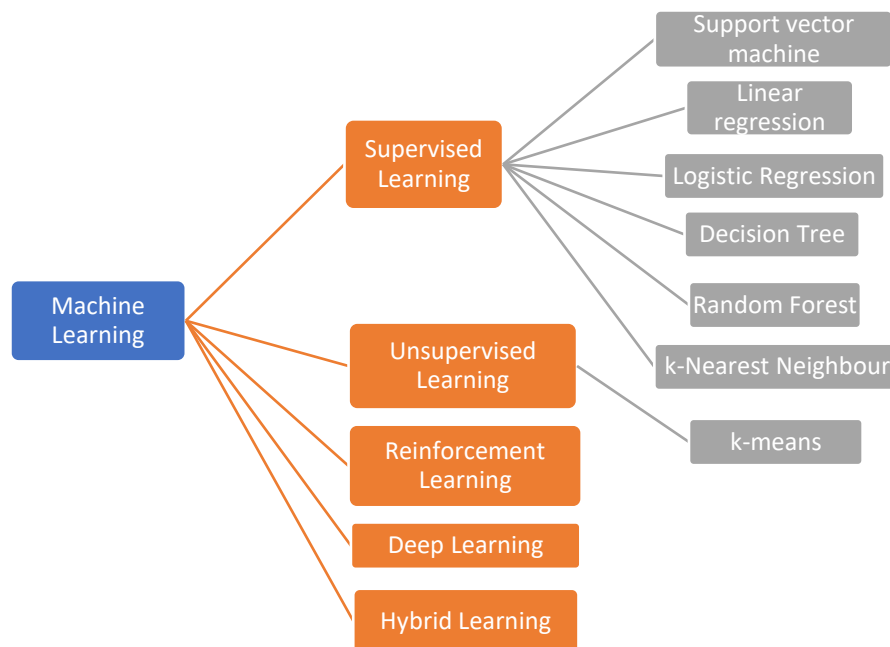 Support vector
machine
Linear
regression
Supervised
Learning
Logistic Regression
Decision Tree
Machine
Learning
Random Forest
Unsupervised
Learning
k-Nearest Neighbour
k-means
Reinforcement
Learning
Deep Learning
Hybrid Learning